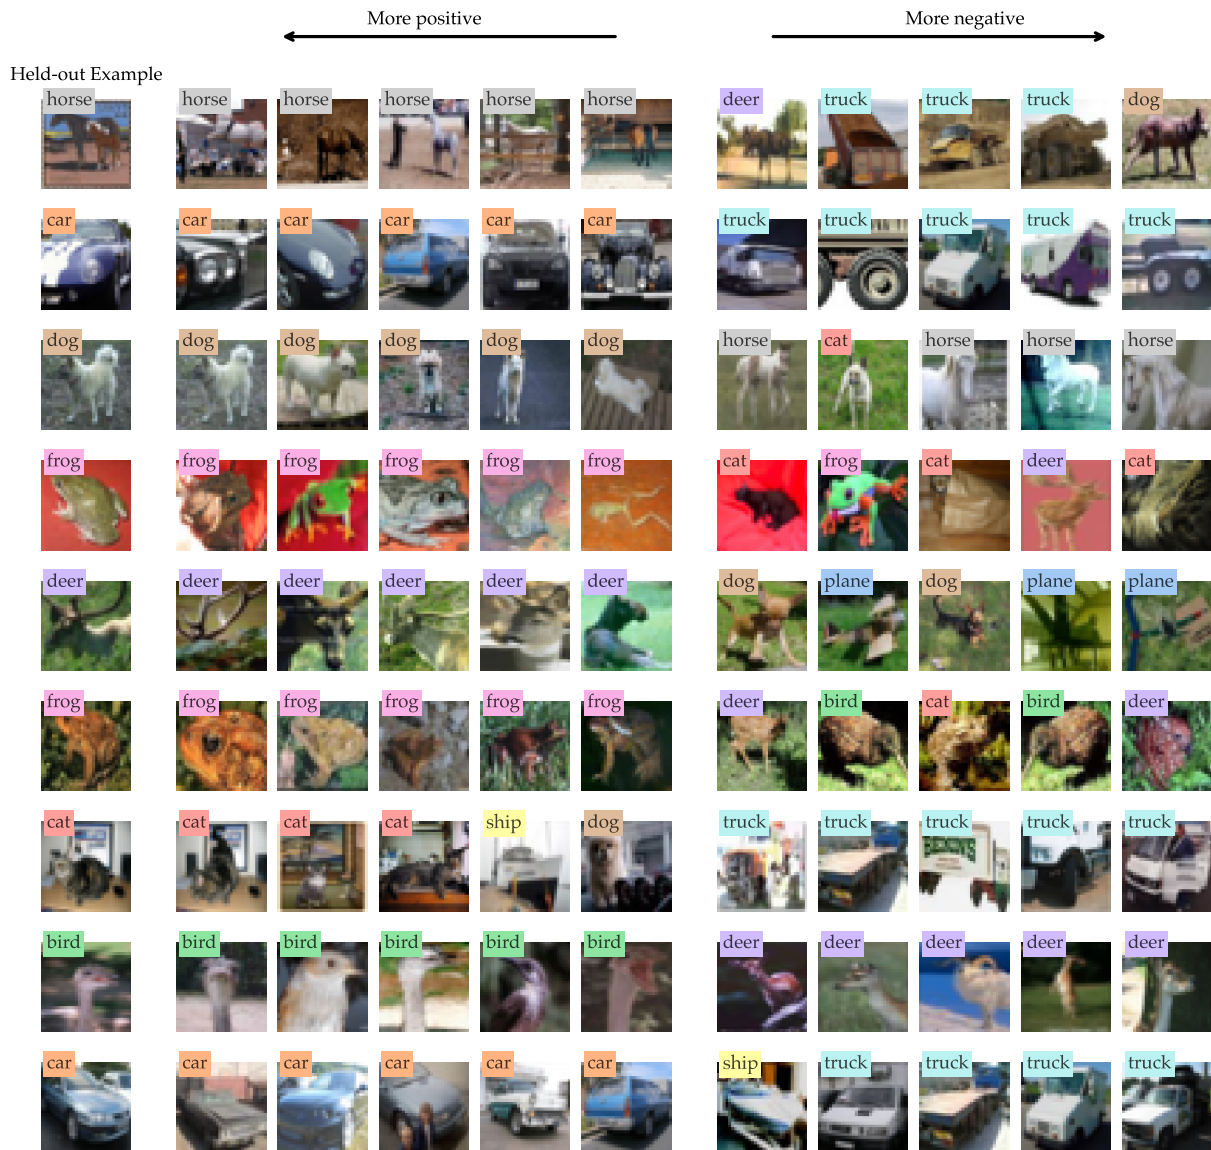 More positive More negative
Held-out Example
horse horse horse horse horse horse deer truck truck truck dog
car car car car car car truck truck truck truck truck
dog dog dog dog dog dog horse cat horse horse horse
frog frog frog frog frog frog cat frog cat deer cat
deer deer deer deer deer deer dog plane dog plane plane
frog frog frog frog frog frog deer bird cat bird deer
cat cat cat cat ship dog truck truck truck truck truck
bird bird bird bird bird bird deer deer deer deer deer
car car car car car car ship truck truck truck truck